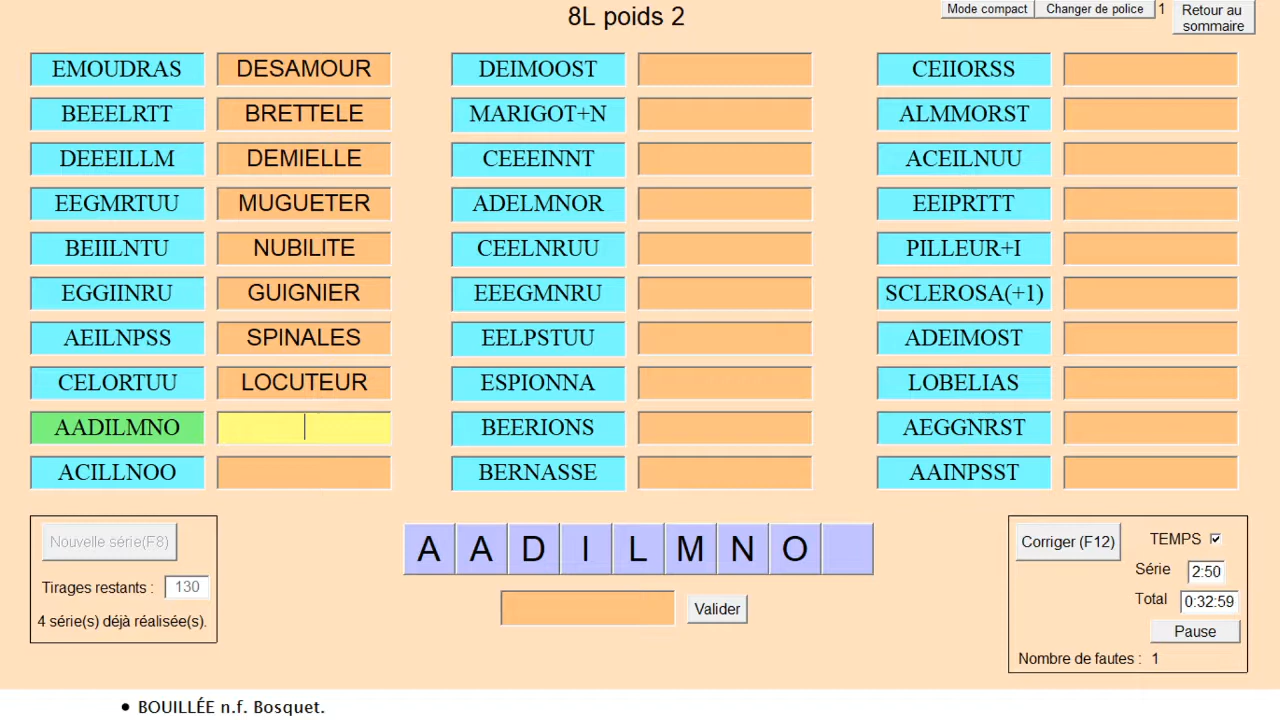 8L poids 2
Mode compact Changer de police 1 Retour au sommaire
EMOUDRAS DESAMOUR DEIMOOST CEIIORSS
BEEELRTT BRETTELE MARIGOT+N ALMMORST
DEEEILLM DEMIELLE CEEEINNT ACEILNUU
EEGMRTUU MUGUETER ADELMNOR EEIPRTTT
BEIILNTU NUBILITE CEELNRUU PILLEUR+I
EGGIINRU GUIGNIER EEEGMNRU SCLEROSA(+1)
AEILNPSS SPINALES EELPSTUU ADEIMOST
CELORTUU LOCUTEUR ESPIONNA LOBELIAS
AADILMNO BEERIONS AEGGNRST
ACILLNOO BERNASSE AAINPSST
Nouvelle série(F8)
Tirages restants : 130
4 série(s) déjà réalisée(s).
A A D I L M N O
Valider
Corriger (F12) TEMPS
Série 2:50
Total 0:32:59
Pause
Nombre de fautes : 1
• BOUILLÉE n.f. Bosquet.